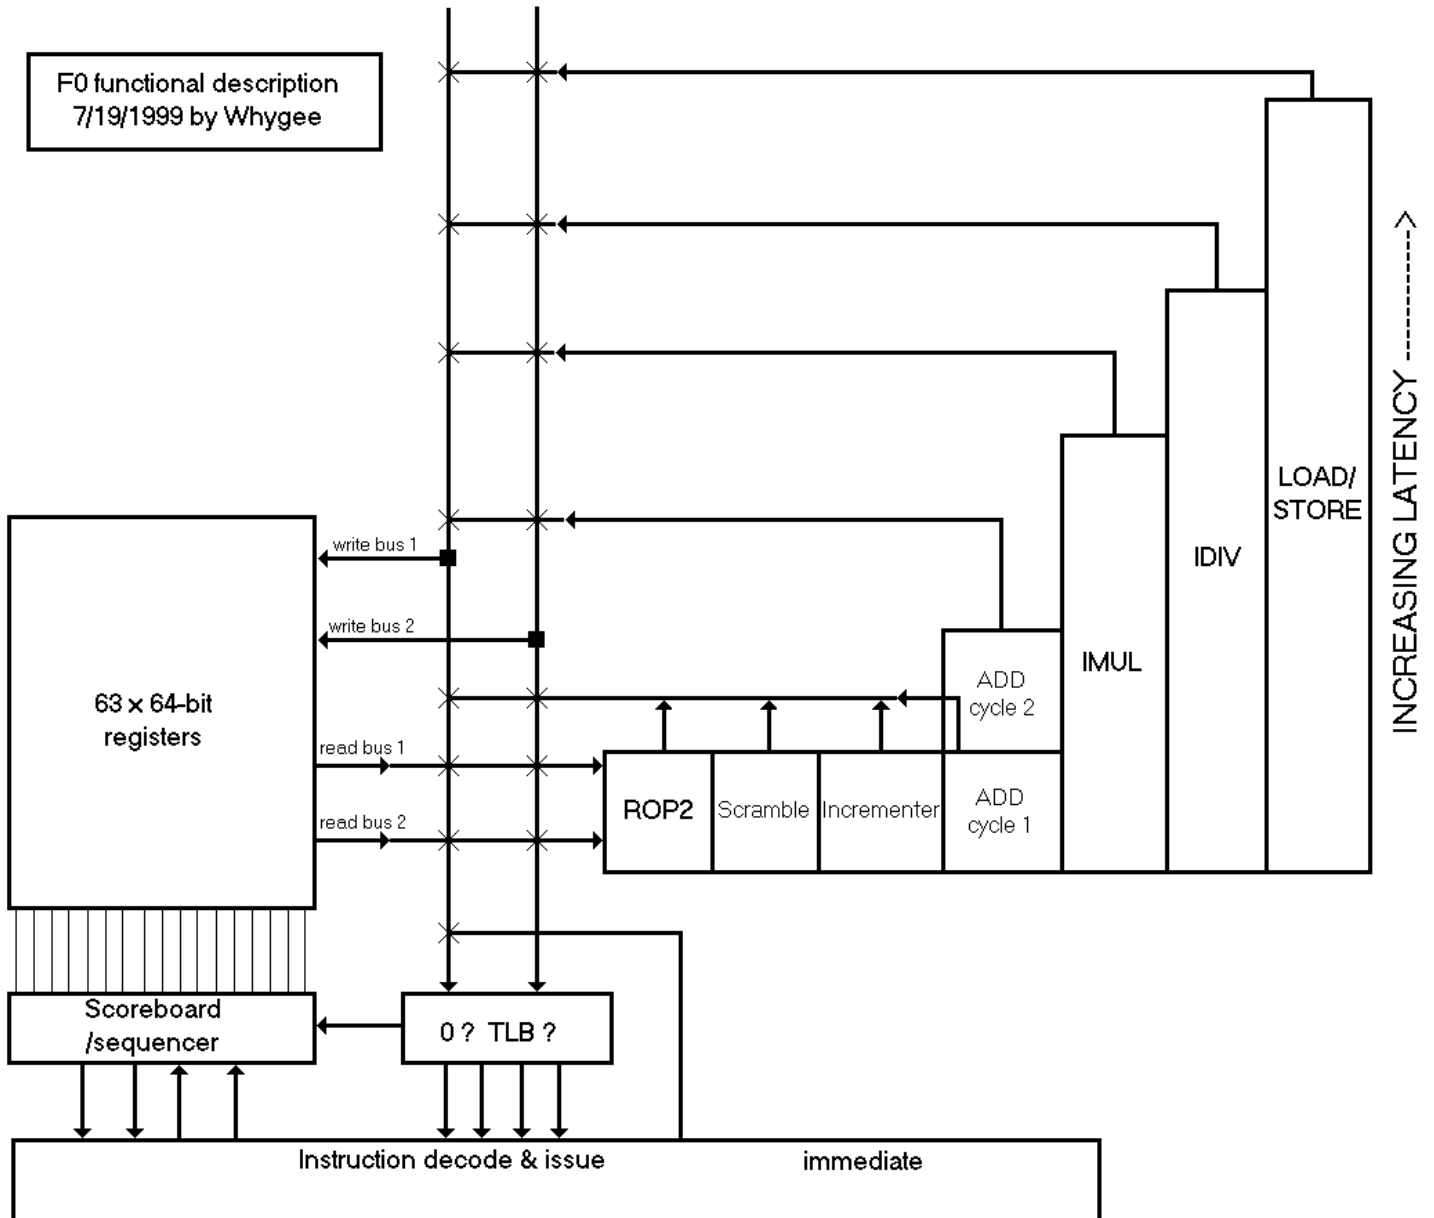 F0 functional description
7/19/1999 by Whygee
INCREASING LATENCY ---------->
LOAD/
STORE
IDIV
IMUL
write bus 1
write bus 2
63 x 64-bit
registers
ADD
cycle 2
read bus 1
read bus 2
ROP2
Scramble
Incrementer
ADD
cycle 1
Scoreboard
/sequencer
0 ? TLB ?
Instruction decode & issue
immediate